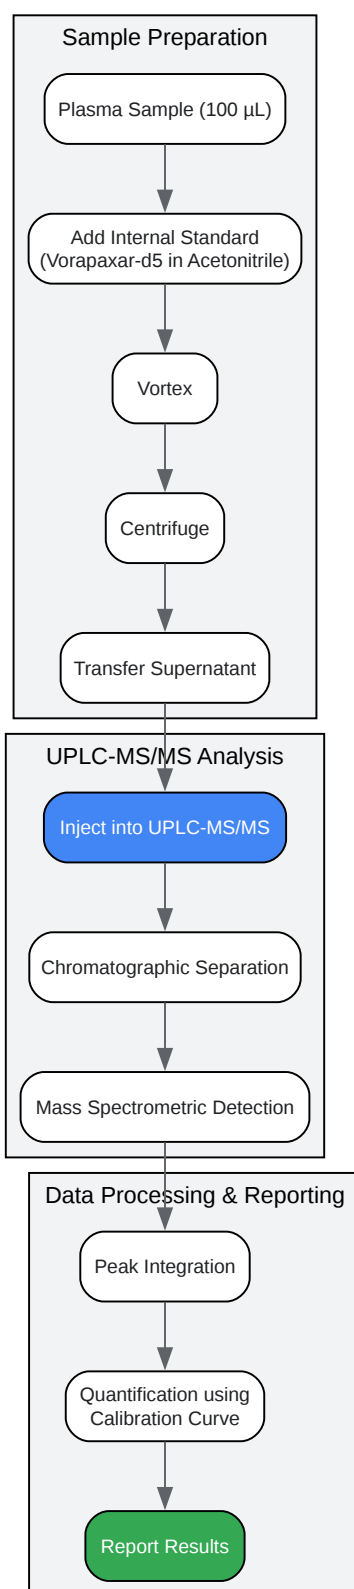 Sample Preparation
Plasma Sample (100 µL)
Add Internal Standard
(Vorapaxar-d5 in Acetonitrile)
Vortex
Centrifuge
Transfer Supernatant
UPLC-MS/MS Analysis
Inject into UPLC-MS/MS
Chromatographic Separation
Mass Spectrometric Detection
Data Processing & Reporting
Peak Integration
Quantification using
Calibration Curve
Report Results